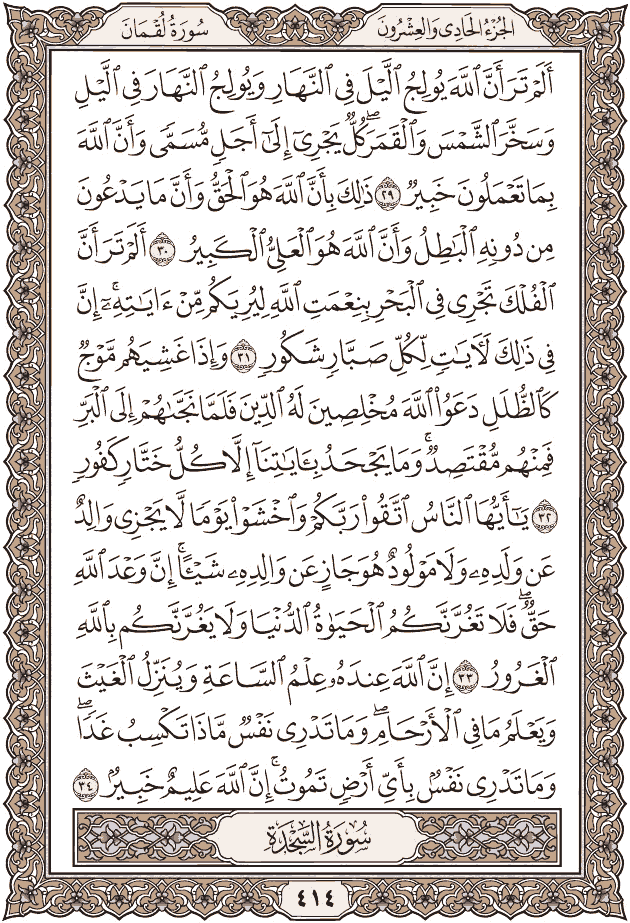 الجُزْءُ الحَادِي وَالعِشْرُونَ
سُورَةُ لُقْمَانَ
أَلَمْ تَرَ أَنَّ ٱللَّهَ يُولِجُ ٱلَّيْلَ فِي ٱلنَّهَارِ وَيُولِجُ ٱلنَّهَارَ فِي ٱلَّيْلِ
وَسَخَّرَ ٱلشَّمْسَ وَٱلْقَمَرَۖ كُلٌّ يَجْرِيٓ إِلَىٰٓ أَجَلٍ مُّسَمًّى وَأَنَّ ٱللَّهَ
بِمَا تَعْمَلُونَ خَبِيرٌ ٢٩ ذَٰلِكَ بِأَنَّ ٱللَّهَ هُوَ ٱلْحَقُّ وَأَنَّ مَا يَدْعُونَ
مِن دُونِهِ ٱلْبَٰطِلُ وَأَنَّ ٱللَّهَ هُوَ ٱلْعَلِيُّ ٱلْكَبِيرُ ٣٠ أَلَمْ تَرَ أَنَّ
ٱلْفُلْكَ تَجْرِي فِي ٱلْبَحْرِ بِنِعْمَتِ ٱللَّهِ لِيُرِيَكُم مِّنْ ءَايَٰتِهِۦٓۚ إِنَّ
فِي ذَٰلِكَ لَأٓيَٰتٍ لِّكُلِّ صَبَّارٍ شَكُورٍ ٣١ وَإِذَا غَشِيَهُم مَّوْجٌ
كَٱلظُّلَلِ دَعَوُاْ ٱللَّهَ مُخْلِصِينَ لَهُ ٱلدِّينَ فَلَمَّا نَجَّىٰهُمْ إِلَى ٱلْبَرِّ
فَمِنْهُم مُّقْتَصِدٌۚ وَمَا يَجْحَدُ بِـَٔايَٰتِنَآ إِلَّا كُلُّ خَتَّارٍ كَفُورٍ
٣٢ يَٰٓأَيُّهَا ٱلنَّاسُ ٱتَّقُواْ رَبَّكُمْ وَٱخْشَوْاْ يَوْمًا لَّا يَجْزِي وَالِدٌ
عَن وَلَدِهِۦ وَلَا مَوْلُودٌ هُوَ جَازٍ عَن وَالِدِهِۦ شَيْـًٔاۚ إِنَّ وَعْدَ ٱللَّهِ
حَقٌّۖ فَلَا تَغُرَّنَّكُمُ ٱلْحَيَوٰةُ ٱلدُّنْيَا وَلَا يَغُرَّنَّكُم بِٱللَّهِ
ٱلْغَرُورُ ٣٣ إِنَّ ٱللَّهَ عِندَهُۥ عِلْمُ ٱلسَّاعَةِ وَيُنَزِّلُ ٱلْغَيْثَ
وَيَعْلَمُ مَا فِي ٱلْأَرْحَامِۖ وَمَا تَدْرِي نَفْسٌ مَّاذَا تَكْسِبُ غَدًاۖ
وَمَا تَدْرِي نَفْسُۢ بِأَيِّ أَرْضٍ تَمُوتُۚ إِنَّ ٱللَّهَ عَلِيمٌ خَبِيرُۢ ٣٤
سُورَةُ السَّجْدَةِ
٤١٤